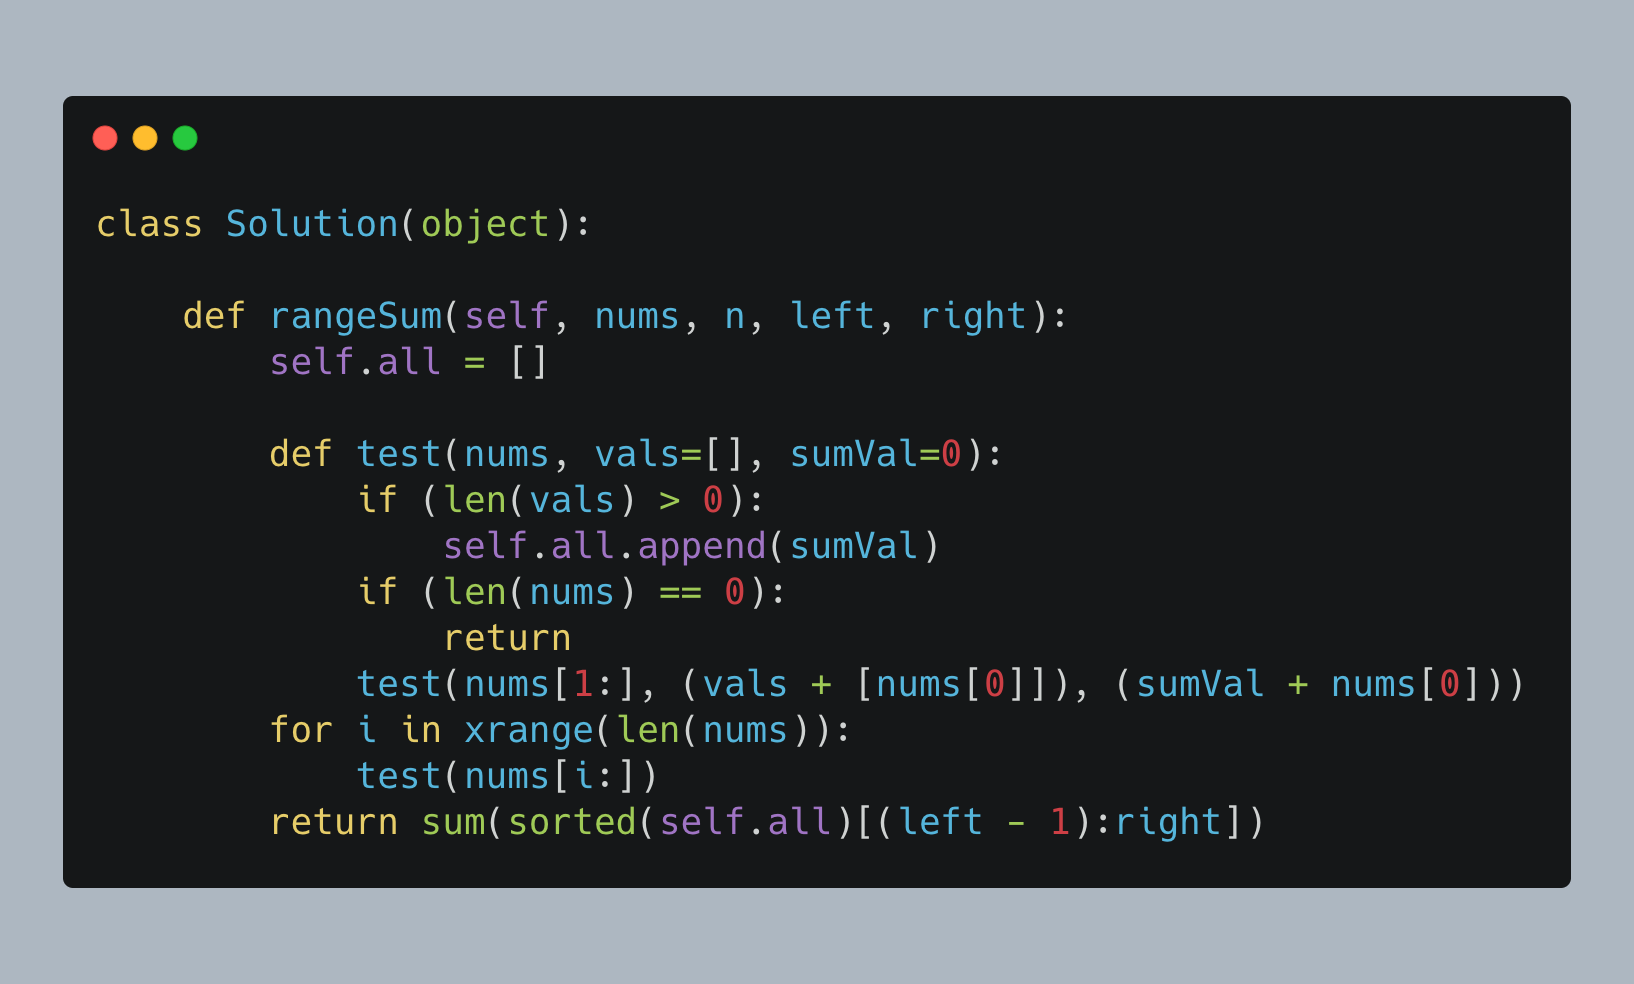 class Solution(object):

    def rangeSum(self, nums, n, left, right):
        self.all = []

        def test(nums, vals=[], sumVal=0):
            if (len(vals) > 0):
                self.all.append(sumVal)
            if (len(nums) == 0):
                return
            test(nums[1:], (vals + [nums[0]]), (sumVal + nums[0]))
        for i in xrange(len(nums)):
            test(nums[i:])
        return sum(sorted(self.all)[(left - 1):right])